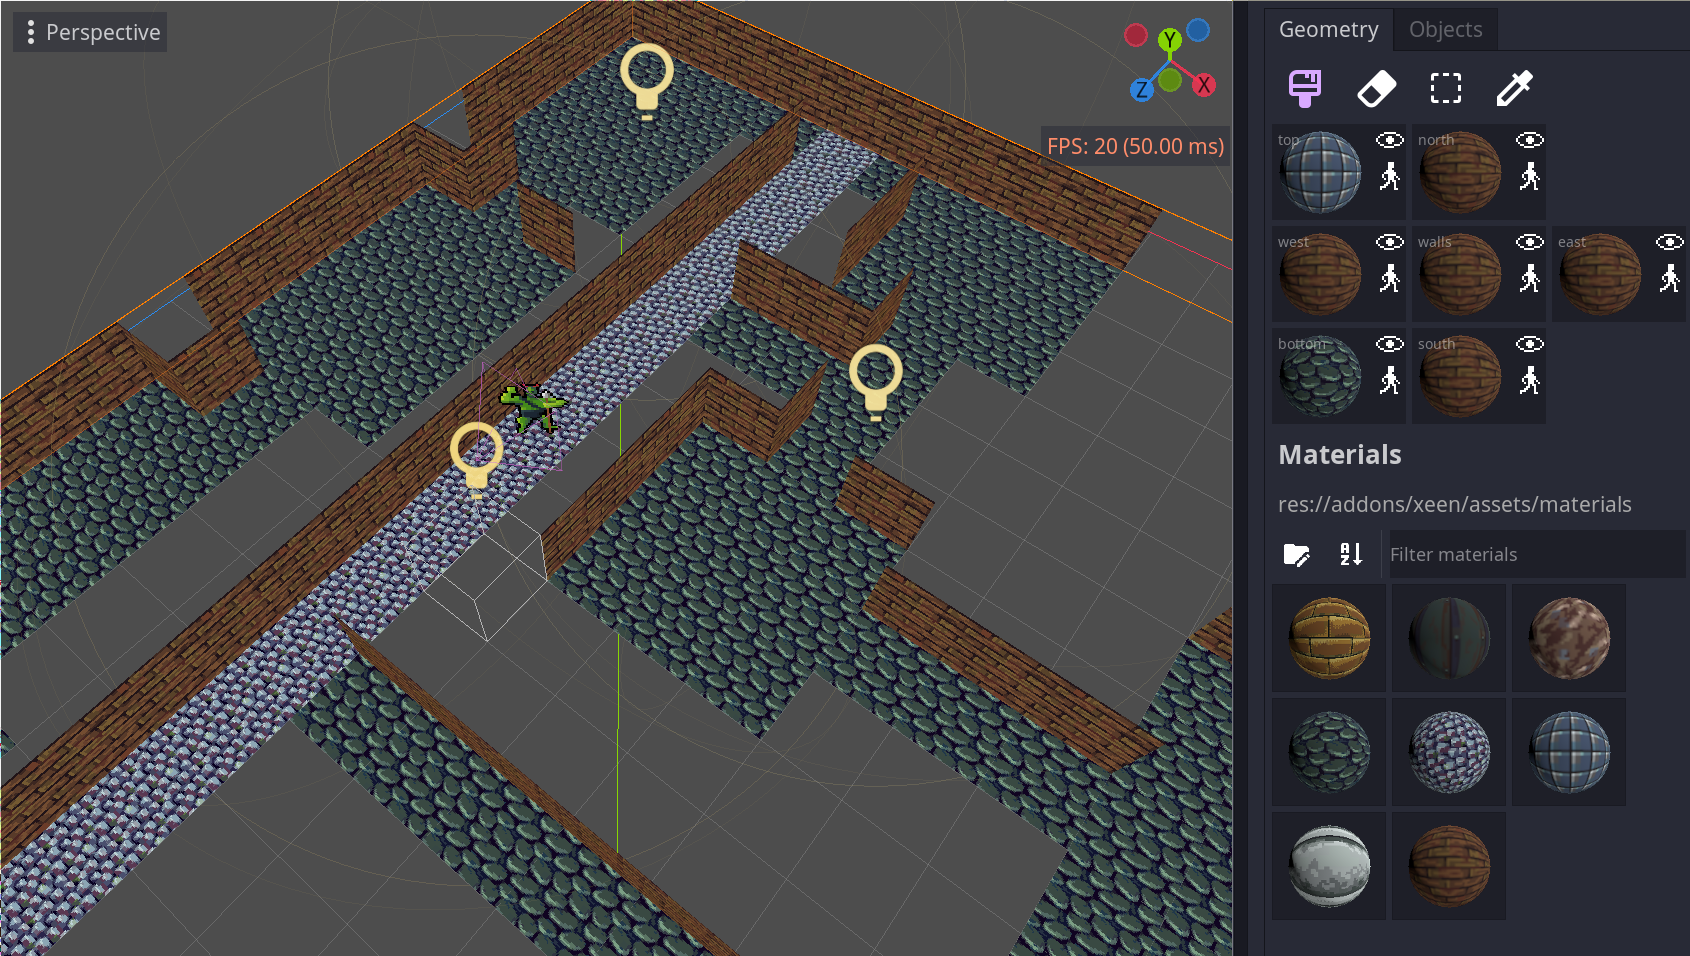 Perspective
Y
Z
X
FPS: 20 (50.00 ms)
Geometry
Objects
top
north
west
walls
east
bottom
south
Materials
res://addons/xeen/assets/materials
A
Z
Filter materials